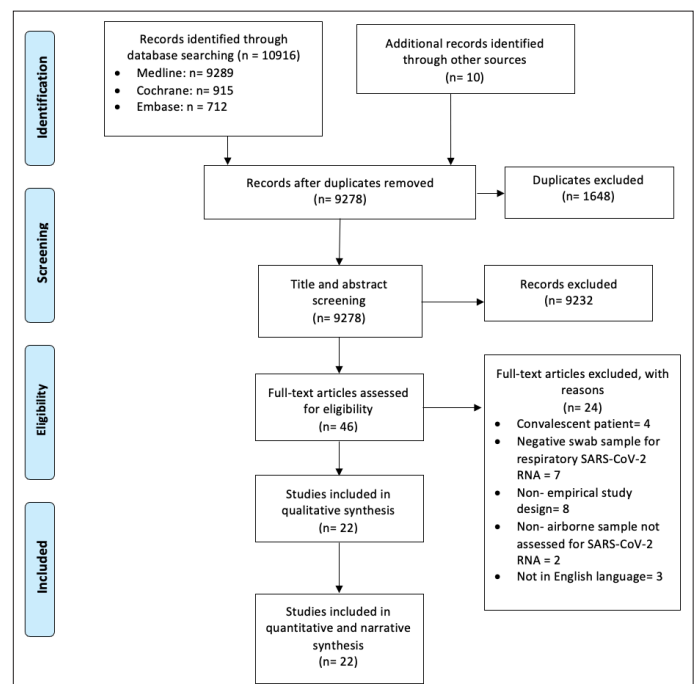 Identification
Records identified through
database searching (n = 10916)
• Medline: n= 9289
• Cochrane: n= 915
• Embase: n = 712
Additional records identified
through other sources
(n= 10)
Records after duplicates removed
(n= 9278)
Duplicates excluded
(n= 1648)
Screening
Title and abstract
screening
(n= 9278)
Records excluded
(n= 9232
Eligibility
Full-text articles assessed
for eligibility
(n= 46)
Full-text articles excluded, with
reasons
(n= 24)
• Convalescent patient= 4
• Negative swab sample for
respiratory SARS-CoV-2
RNA = 7
• Non- empirical study
design= 8
• Non- airborne sample not
assessed for SARS-CoV-2
RNA = 2
• Not in English language= 3
Studies included in
qualitative synthesis
(n= 22)
Included
Studies included in
quantitative and narrative
synthesis
(n= 22)